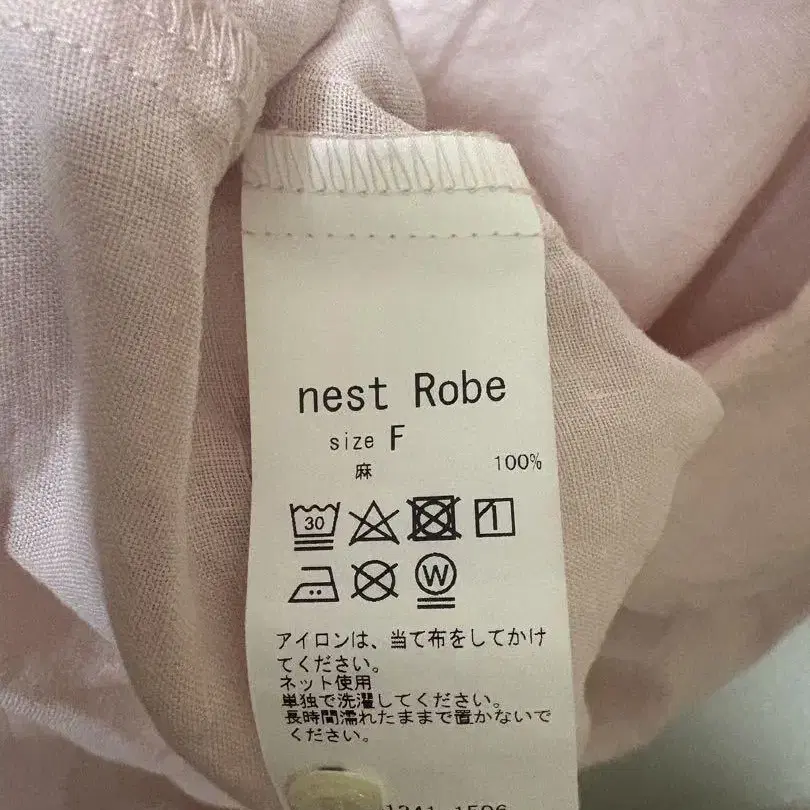 nest Robe
size F
麻 100%
30
W
アイロンは、当て布をしてかけ
てください。
ネット使用
単独で洗濯してください。
長時間濡れたままで置かないで
ください。